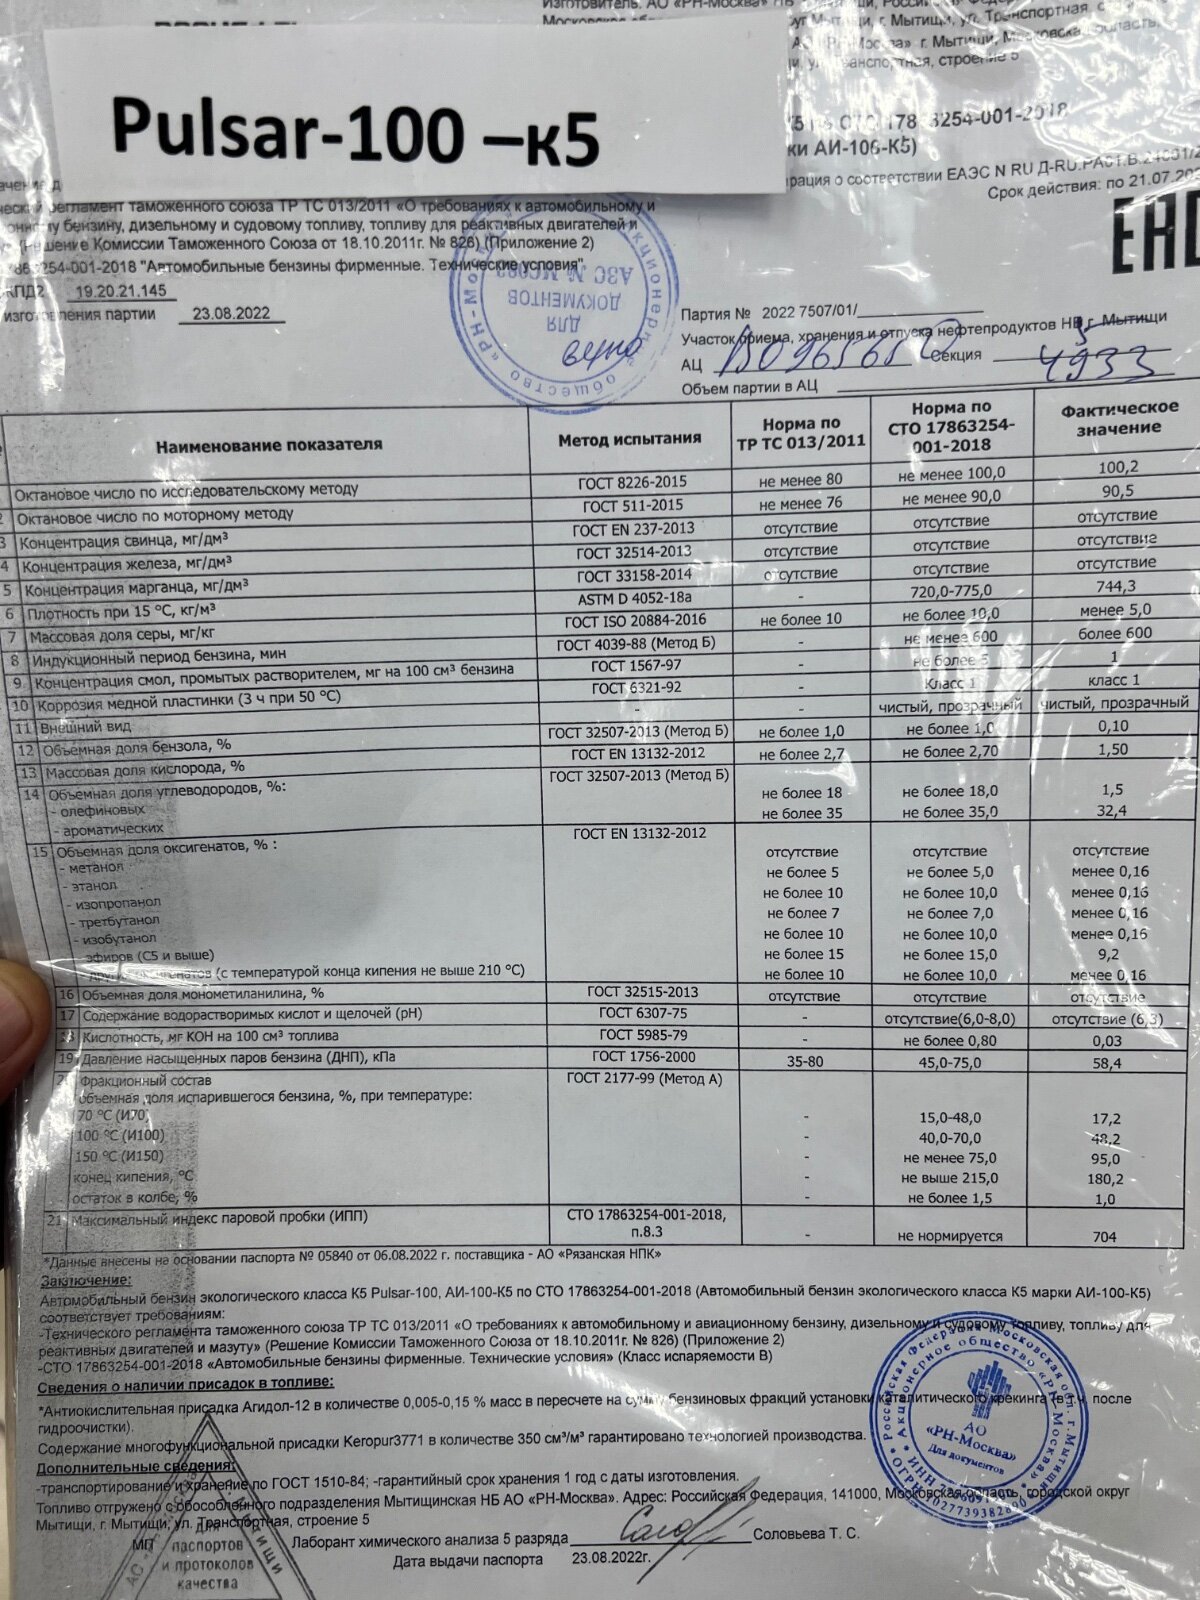 Pulsar-100 –к5
Изготовитель: АО «РН-Москва»
г. Мытищи, ул. Транспортная,
г. Мытищи, Московская область,
строение 5
254-001-2018
о соответствии ЕАЭС N RU Д-RU.РА01.В.
Срок действия: по 21.07.
регламент таможенного союза ТР ТС 013/2011 «О требованиях к автомобильному и
бензину, дизельному и судовому топливу, топливу для реактивных двигателей и
(Решение Комиссии Таможенного Союза от 18.10.2011г. № 826) (Приложение 2)
863254-001-2018 "Автомобильные бензины фирменные. Технические условия".
КПД2 19.20.21.145
изготовления партии 23.08.2022
ЕАС
ДЛЯ
ДОКУМЕНТОВ
Партия № 2022 7507/01/
Участок приема, хранения и отпуска нефтепродуктов НБ г. Мытищи
АЦ Секция 4933
Объем партии в АЦ
Наименование показателя Метод испытания Норма по ТР ТС 013/2011 Норма по СТО 17863254-001-2018 Фактическое значение
Октановое число по исследовательскому методу ГОСТ 8226-2015 не менее 80 не менее 100,0 100,2
2 Октановое число по моторному методу ГОСТ 511-2015 не менее 76 не менее 90,0 90,5
3 Концентрация свинца, мг/дм³ ГОСТ EN 237-2013 отсутствие отсутствие отсутствие
4 Концентрация железа, мг/дм³ ГОСТ 32514-2013 отсутствие отсутствие отсутствие
5 Концентрация марганца, мг/дм³ ГОСТ 33158-2014 отсутствие отсутствие отсутствие
6 Плотность при 15 °С, кг/м³ ASTM D 4052-18a - 720,0-775,0 744,3
7 Массовая доля серы, мг/кг ГОСТ ISO 20884-2016 не более 10 не более 10,0 менее 5,0
8 Индукционный период бензина, мин ГОСТ 4039-88 (Метод Б) - не менее 600 более 600
9 Концентрация смол, промытых растворителем, мг на 100 см³ бензина ГОСТ 1567-97 - не более 5 1
10 Коррозия медной пластинки (3 ч при 50 °С) ГОСТ 6321-92 - Класс 1 класс 1
11 Внешний вид - - чистый, прозрачный чистый, прозрачный
12 Объемная доля бензола, % ГОСТ 32507-2013 (Метод Б) не более 1,0 не более 1,0 0,10
13 Массовая доля кислорода, % ГОСТ EN 13132-2012 не более 2,7 не более 2,70 1,50
14 Объемная доля углеводородов, %: ГОСТ 32507-2013 (Метод Б)
- олефиновых не более 18 не более 18,0 1,5
- ароматических не более 35 не более 35,0 32,4
15 Объемная доля оксигенатов, % : ГОСТ EN 13132-2012
- метанол отсутствие отсутствие отсутствие
- этанол не более 5 не более 5,0 менее 0,16
- изопропанол не более 10 не более 10,0 менее 0,16
- третбутанол не более 7 не более 7,0 менее 0,16
- изобутанол не более 10 не более 10,0 менее 0,16
эфиров (С5 и выше) не более 15 не более 15,0 9,2
других оксигенатов (с температурой конца кипения не выше 210 °С) не более 10 не более 10,0 менее 0,16
16 Объемная доля монометиланилина, % ГОСТ 32515-2013 отсутствие отсутствие отсутствие
17 Содержание водорастворимых кислот и щелочей (рН) ГОСТ 6307-75 - отсутствие(6,0-8,0) отсутствие (6,3)
18 Кислотность, мг КОН на 100 см³ топлива ГОСТ 5985-79 - не более 0,80 0,03
19 Давление насыщенных паров бензина (ДНП), кПа ГОСТ 1756-2000 35-80 45,0-75,0 58,4
Фракционный состав ГОСТ 2177-99 (Метод А)
объемная доля испарившегося бензина, %, при температуре:
70 °С (И70) - 15,0-48,0 17,2
100 °С (И100) - 40,0-70,0 48,2
150 °С (И150) - не менее 75,0 95,0
конец кипения, °С - не выше 215,0 180,2
остаток в колбе, % - не более 1,5 1,0
21 Максимальный индекс паровой пробки (ИПП) СТО 17863254-001-2018, п.8.3 - не нормируется 704
*Данные внесены на основании паспорта № 05840 от 06.08.2022 г. поставщика - АО «Рязанская НПК»
Заключение:
Автомобильный бензин экологического класса К5 Pulsar-100, АИ-100-К5 по СТО 17863254-001-2018 (Автомобильный бензин экологического класса К5 марки АИ-100-К5)
соответствует требованиям:
-Технического регламента таможенного союза ТР ТС 013/2011 «О требованиях к автомобильному и авиационному бензину, дизельному и судовому топливу, топливу для
реактивных двигателей и мазуту» (Решение Комиссии Таможенного Союза от 18.10.2011г. № 826) (Приложение 2)
-СТО 17863254-001-2018 «Автомобильные бензины фирменные. Технические условия» (Класс испаряемости В)
Сведения о наличии присадок в топливе:
*Антиокислительная присадка Агидол-12 в количестве 0,005-0,15 % масс в пересчете на сумму бензиновых фракций установки каталитического крекинга (в т.ч. после
гидроочистки).
Содержание многофункциональной присадки Keropur3771 в количестве 350 см³/м³ гарантировано технологией производства.
Дополнительные сведения:
-транспортирование и хранение по ГОСТ 1510-84; -гарантийный срок хранения 1 год с даты изготовления.
Топливо отгружено с обособленного подразделения Мытищинская НБ АО «РН-Москва». Адрес: Российская Федерация, 141000, Московская область, городской округ
Мытищи, г. Мытищи, ул. Транспортная, строение 5
МП Лаборант химического анализа 5 разряда Соловьева Т. С.
Дата выдачи паспорта 23.08.2022г.
АО
«РН-Москва»
Для документов
для
паспортов
и протоколов
качества